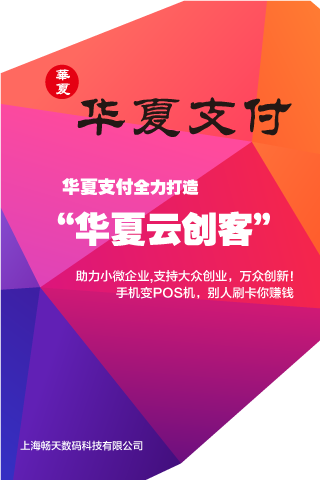 華夏
华夏支付
华夏支付全力打造
“华夏云创客”
助力小微企业,支持大众创业，万众创新！
手机变POS机，别人刷卡你赚钱
上海畅天数码科技有限公司